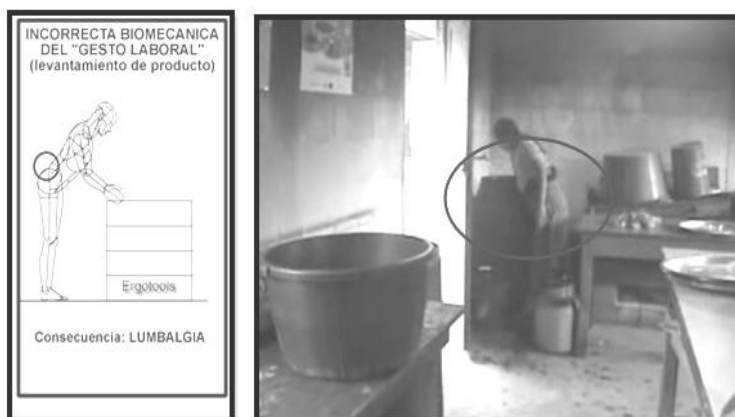 INCORRECTA BIOMECANICA
DEL "GESTO LABORAL"
(levantamiento de producto)
Ergotools
Consecuencia: LUMBALGIA